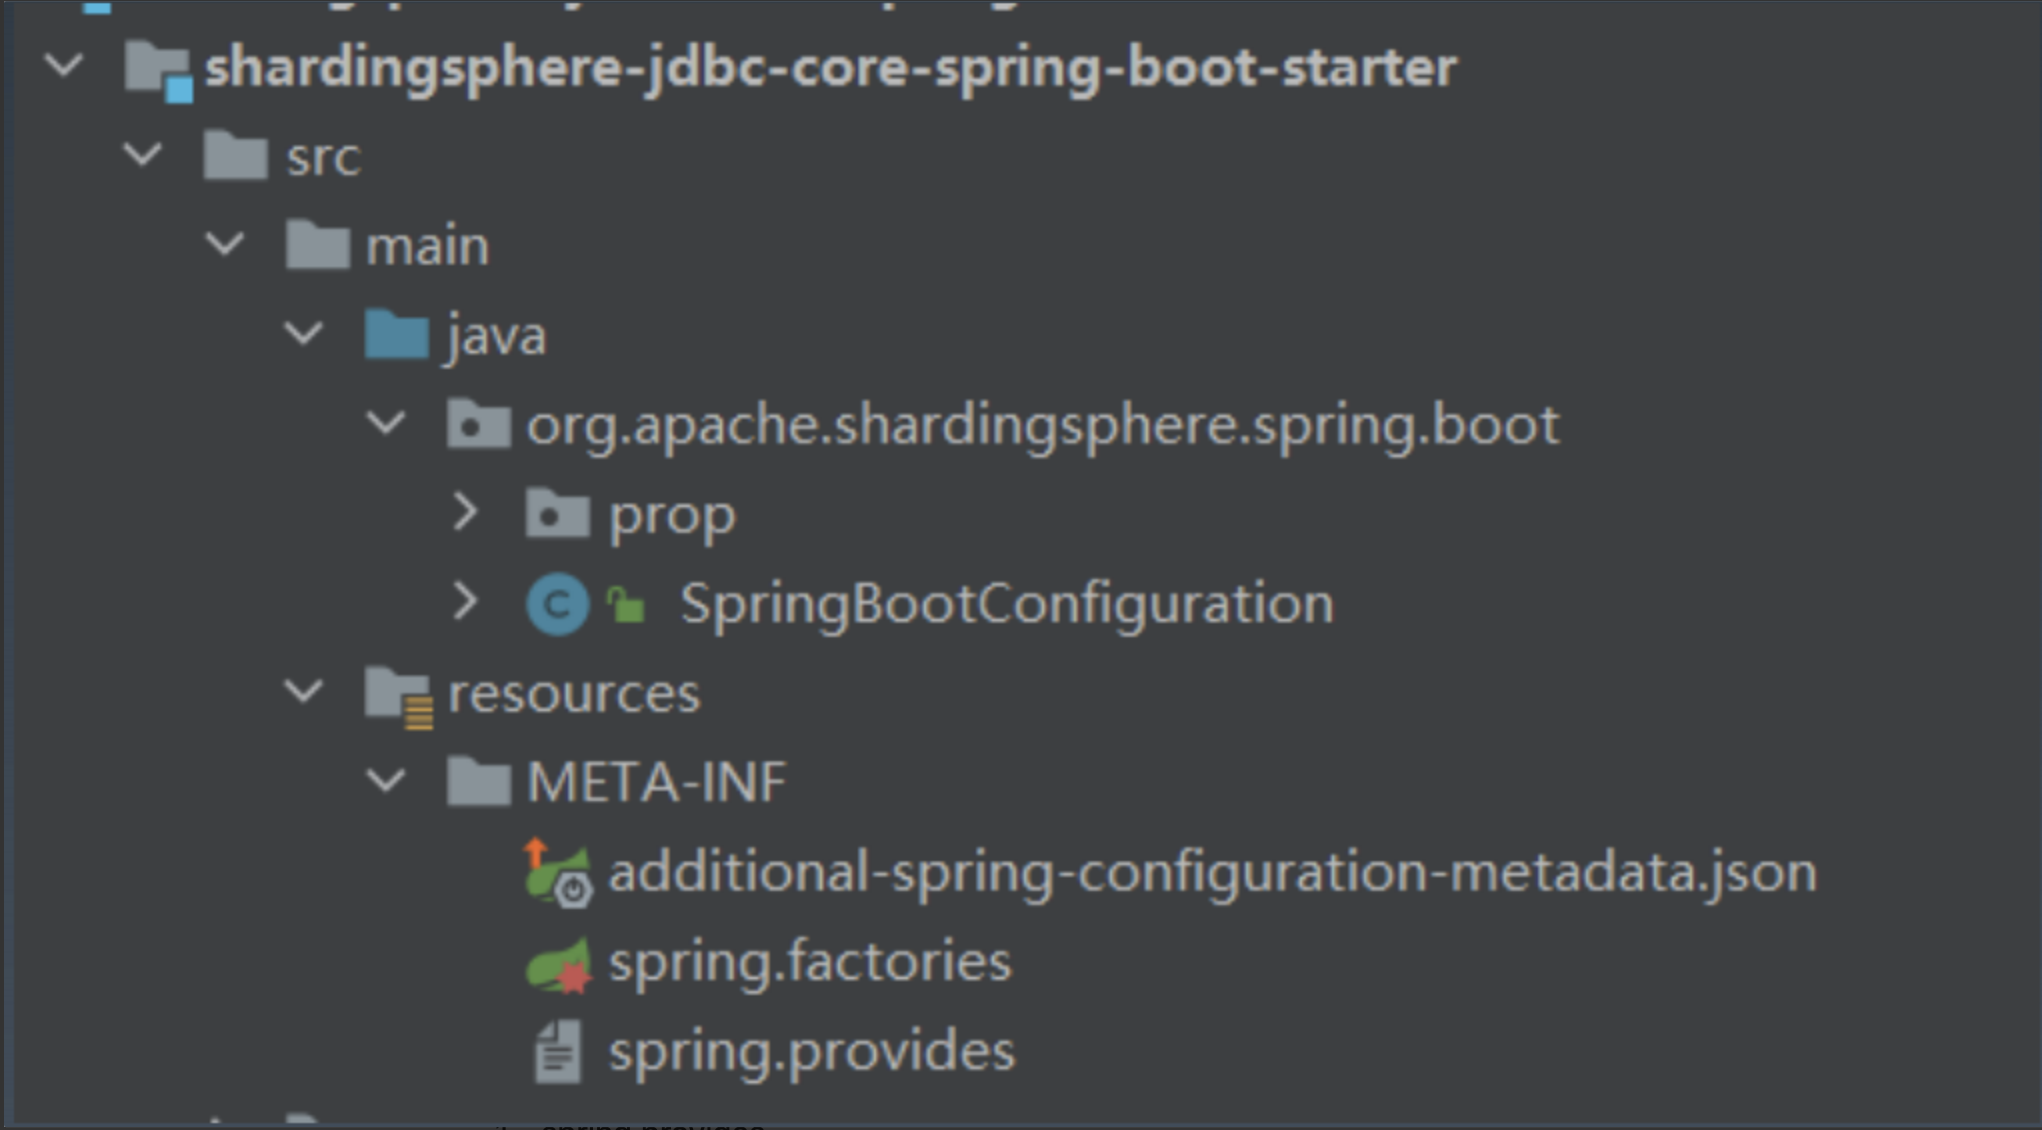 shardingsphere-jdbc-core-spring-boot-starter
src
main
java
org.apache.shardingsphere.spring.boot
prop
SpringBootConfiguration
resources
META-INF
additional-spring-configuration-metadata.json
spring.factories
spring.provides